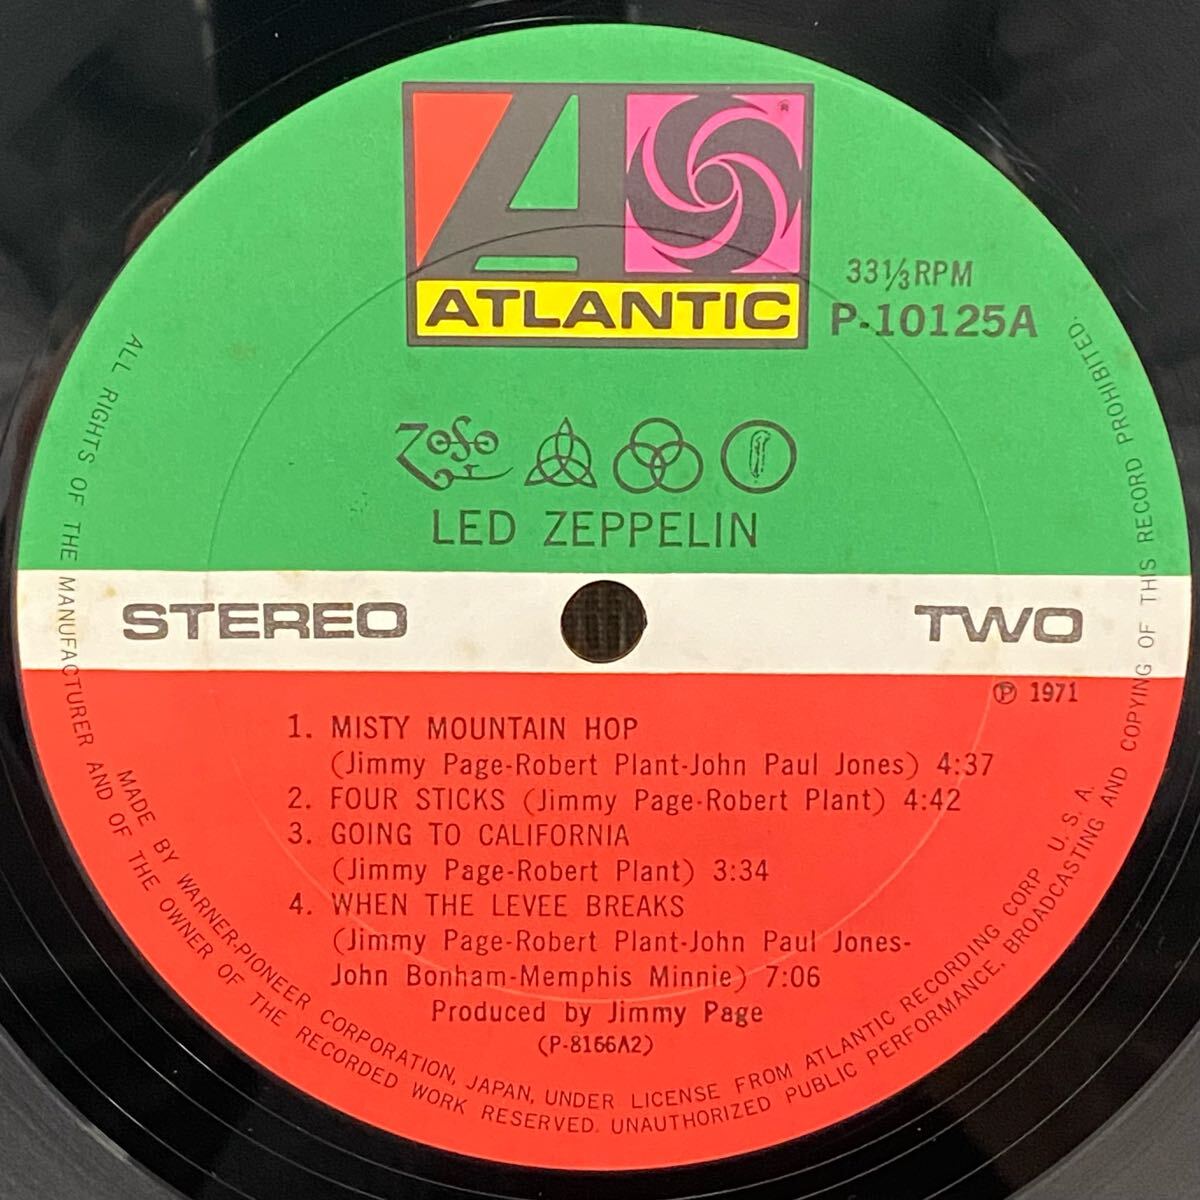 ATLANTIC
®
33⅓ RPM
P-10125A
Zoso
LED ZEPPELIN
STEREO
TWO
Ⓟ 1971
1. MISTY MOUNTAIN HOP
(Jimmy Page-Robert Plant-John Paul Jones) 4:37
2. FOUR STICKS (Jimmy Page-Robert Plant) 4:42
3. GOING TO CALIFORNIA
(Jimmy Page-Robert Plant) 3:34
4. WHEN THE LEVEE BREAKS
(Jimmy Page-Robert Plant-John Paul Jones-
John Bonham-Memphis Minnie) 7:06
Produced by Jimmy Page
(P-8166A2)
MADE BY WARNER-PIONEER CORPORATION, JAPAN, UNDER LICENSE FROM ATLANTIC RECORDING CORP U. S. A.
ALL RIGHTS OF THE MANUFACTURER AND OF THE OWNER OF THE RECORDED WORK RESERVED. UNAUTHORIZED PUBLIC PERFORMANCE, BROADCASTING AND COPYING OF THIS RECORD PROHIBITED.